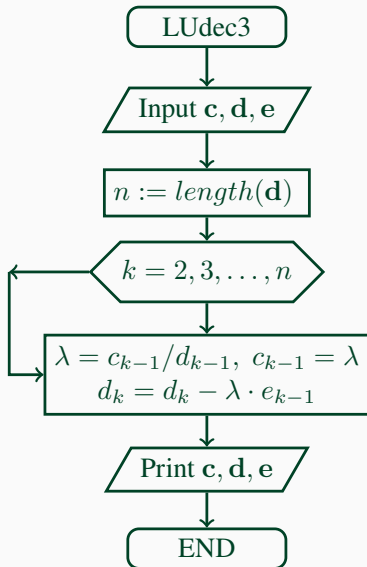 LUdec3
Input c, d, e
n := length(d)
k = 2, 3, . . . , n
λ = c_{k−1}/d_{k−1}, c_{k−1} = λ
d_k = d_k − λ · e_{k−1}
Print c, d, e
END